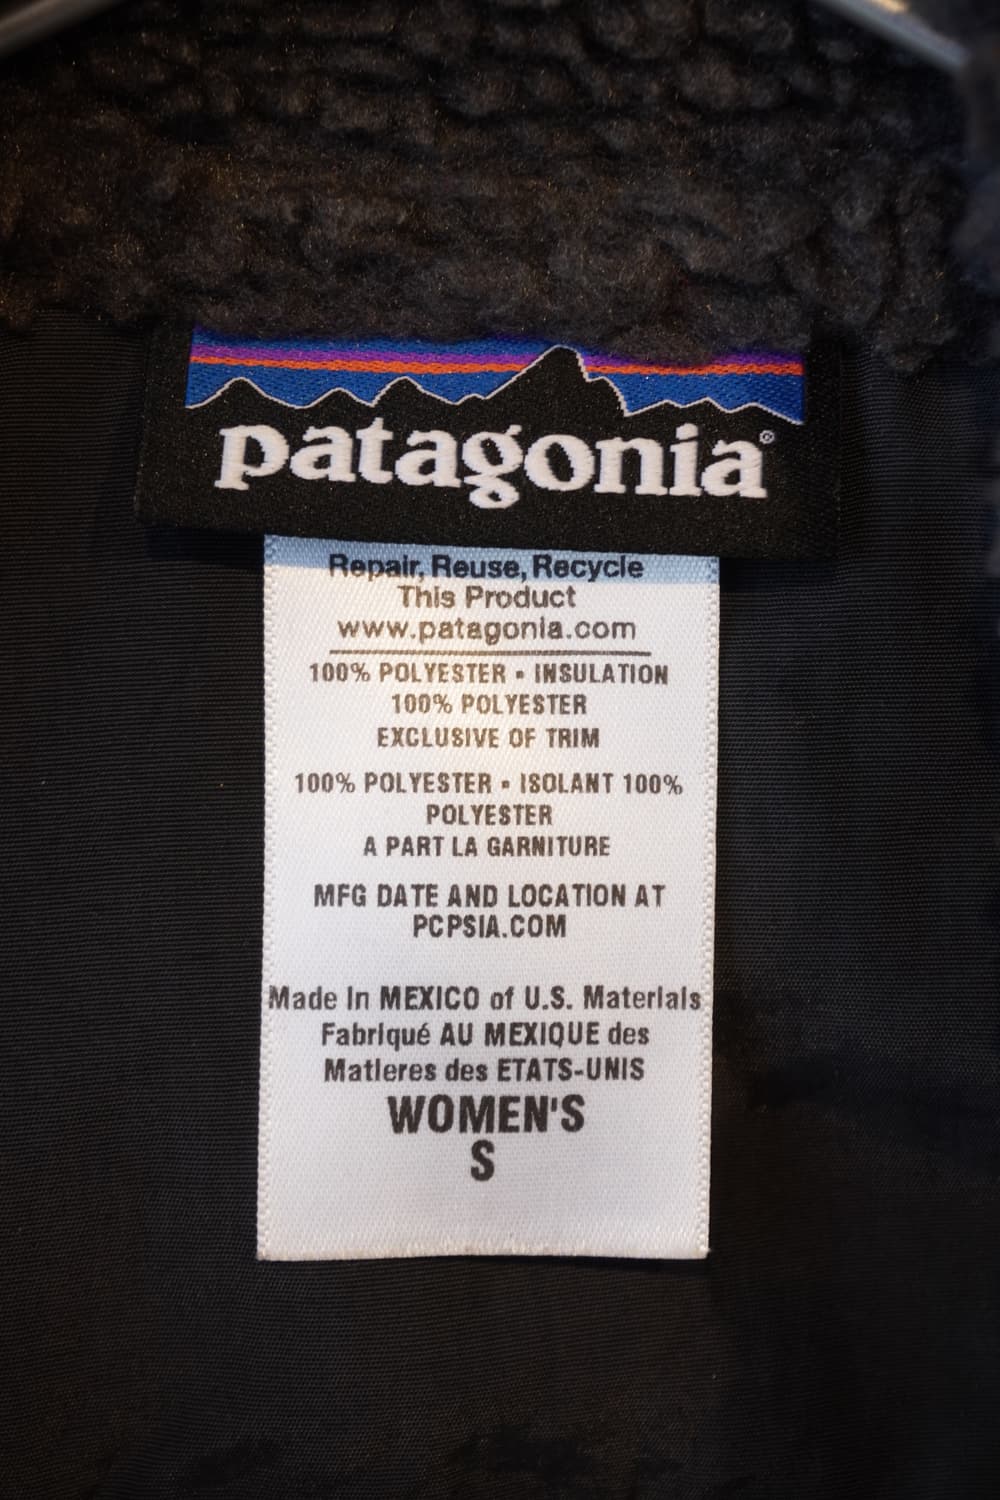 patagonia®
Repair, Reuse, Recycle
This Product
www.patagonia.com
100% POLYESTER ▪ INSULATION
100% POLYESTER
EXCLUSIVE OF TRIM
100% POLYESTER ▪ ISOLANT 100%
POLYESTER
A PART LA GARNITURE
MFG DATE AND LOCATION AT
PCPSIA.COM
Made In MEXICO of U.S. Materials
Fabriqué AU MEXIQUE des
Matieres des ETATS-UNIS
WOMEN'S
S